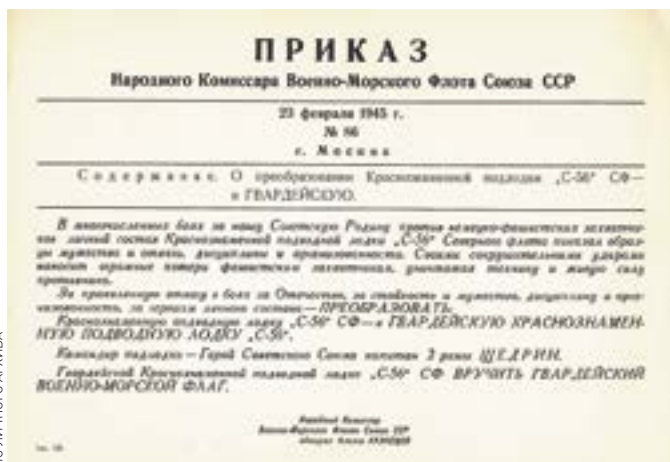 ПРИКАЗ
Народного Комиссара Военно-Морского Флота Союза ССР
23 февраля 1945 г.
№ 86
г. Москва
Содержание. О преобразовании Краснознаменной подлодки „С-56“ СФ—
в ГВАРДЕЙСКУЮ.
В многочисленных боях за нашу Советскую Родину против немецко-фашистских захватчи-
ков личный состав Краснознаменной подводной лодки „С-56“ Северного флота показал образ-
цы мужества и отваги, дисциплины и организованности. Своими сокрушительными ударами
наносит огромные потери фашистским захватчикам, уничтожая технику и живую силу
противника.
За проявленную отвагу в боях за Отечество, за стойкость и мужество, дисциплину и орга-
низованность, за героизм личного состава—ПРЕОБРАЗОВАТЬ.
Краснознаменную подводную лодку „С-56“ СФ—в ГВАРДЕЙСКУЮ КРАСНОЗНАМЕН-
НУЮ ПОДВОДНУЮ ЛОДКУ „С-56“.
Командир подлодки — Герой Советского Союза капитан 3 ранга ЩЕДРИН.
Гвардейской Краснознаменной подводной лодке „С-56“ СФ ВРУЧИТЬ ГВАРДЕЙСКИЙ
ВОЕННО-МОРСКОЙ ФЛАГ.
Народный Комиссар
Военно-Морского Флота Союза ССР
адмирал флота КУЗНЕЦОВ
ИЗ ЛИЧНОГО АРХИВА